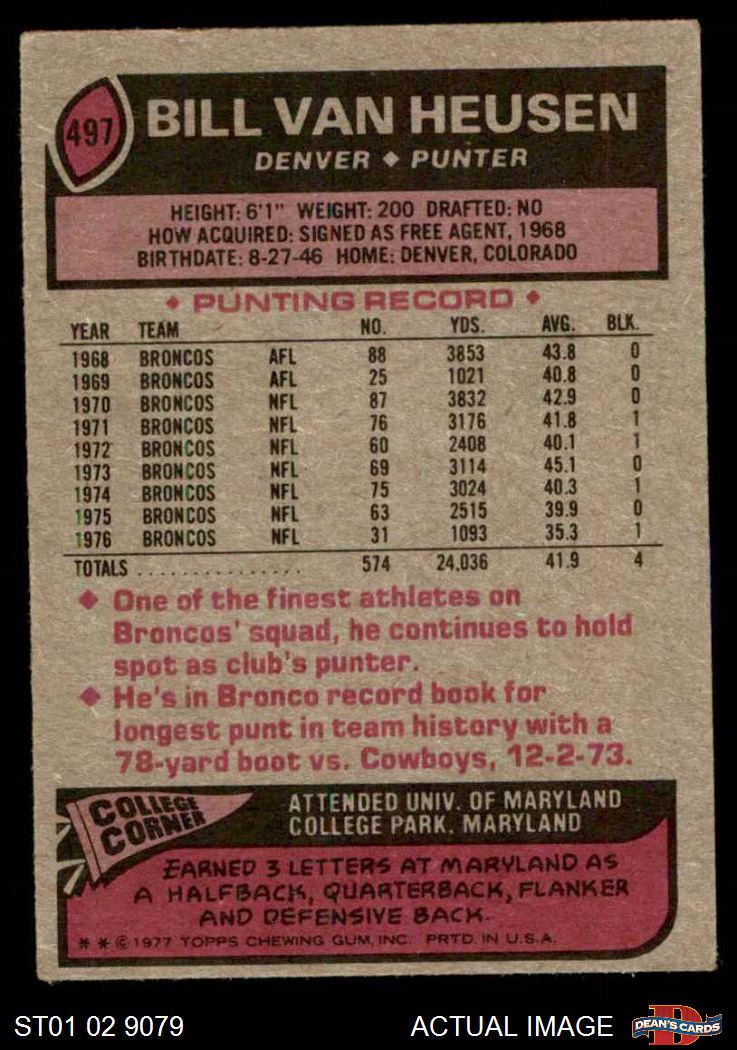 497
BILL VAN HEUSEN
DENVER ◆ PUNTER
HEIGHT: 6'1" WEIGHT: 200 DRAFTED: NO
HOW ACQUIRED: SIGNED AS FREE AGENT, 1968
BIRTHDATE: 8-27-46 HOME: DENVER, COLORADO
◆ PUNTING RECORD ◆
YEAR TEAM NO. YDS. AVG. BLK.
1968 BRONCOS AFL 88 3853 43.8 0
1969 BRONCOS AFL 25 1021 40.8 0
1970 BRONCOS NFL 87 3832 42.9 0
1971 BRONCOS NFL 76 3176 41.8 1
1972 BRONCOS NFL 60 2408 40.1 1
1973 BRONCOS NFL 69 3114 45.1 0
1974 BRONCOS NFL 75 3024 40.3 1
1975 BRONCOS NFL 63 2515 39.9 0
1976 BRONCOS NFL 31 1093 35.3 1
TOTALS ................ 574 24,036 41.9 4
◆ One of the finest athletes on
Broncos' squad, he continues to hold
spot as club's punter.
◆ He's in Bronco record book for
longest punt in team history with a
78-yard boot vs. Cowboys, 12-2-73.
COLLEGE
CORNER
ATTENDED UNIV. OF MARYLAND
COLLEGE PARK, MARYLAND
EARNED 3 LETTERS AT MARYLAND AS
A HALFBACK, QUARTERBACK, FLANKER
AND DEFENSIVE BACK.
* * © 1977 TOPPS CHEWING GUM, INC. PRTD. IN U.S.A.
ST01 02 9079
ACTUAL IMAGE
D
DEAN'S CARDS